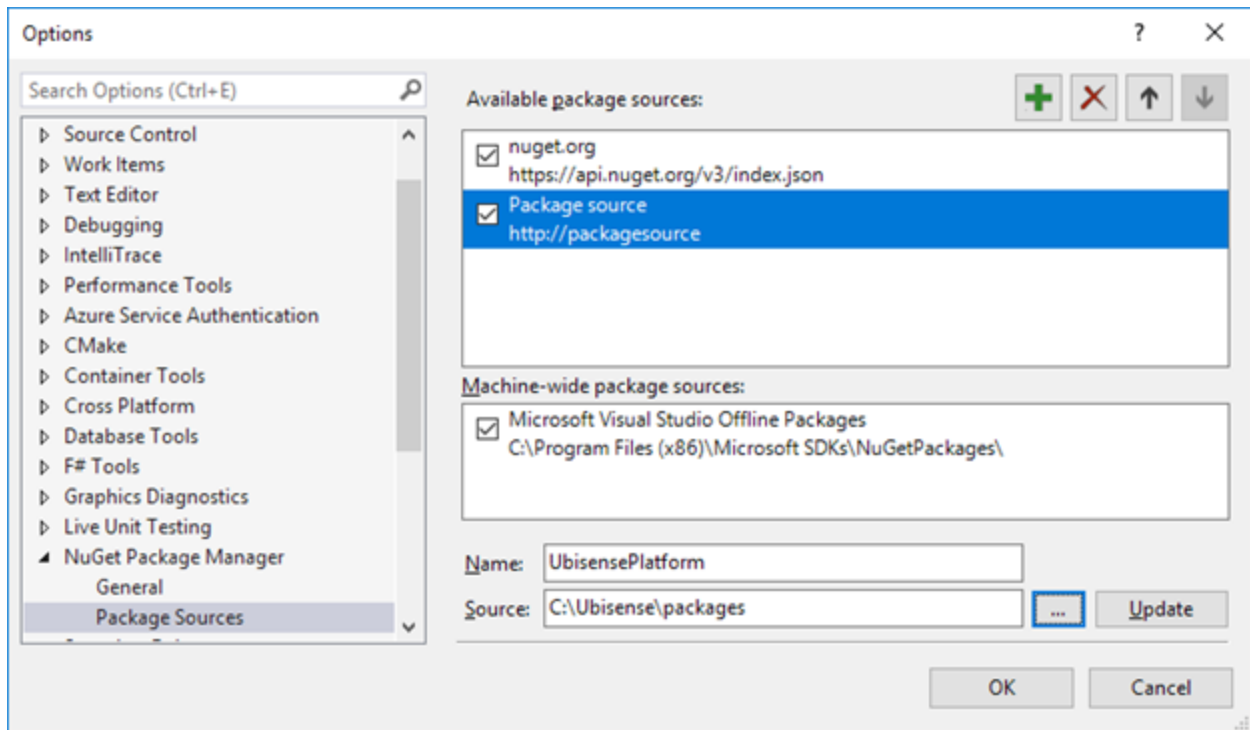 Options
?
Search Options (Ctrl+E)
Source Control
Work Items
Text Editor
Debugging
IntelliTrace
Performance Tools
Azure Service Authentication
CMake
Container Tools
Cross Platform
Database Tools
F# Tools
Graphics Diagnostics
Live Unit Testing
NuGet Package Manager
General
Package Sources
Available package sources:
nuget.org
https://api.nuget.org/v3/index.json
Package source
http://packagesource
Machine-wide package sources:
Microsoft Visual Studio Offline Packages
C:\Program Files (x86)\Microsoft SDKs\NuGetPackages\
Name: UbisensePlatform
Source: C:\Ubisense\packages ... Update
OK Cancel